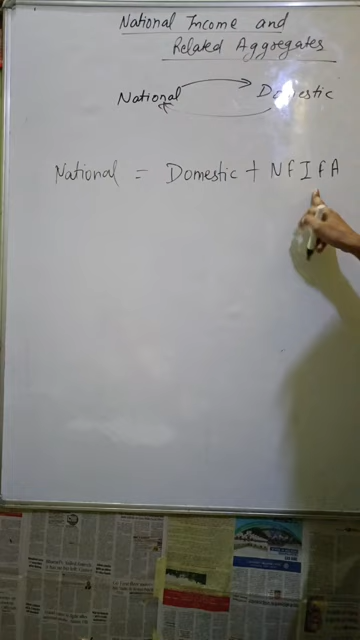 National Income and
Related Aggregates
National Domestic
National = Domestic + NFIFA